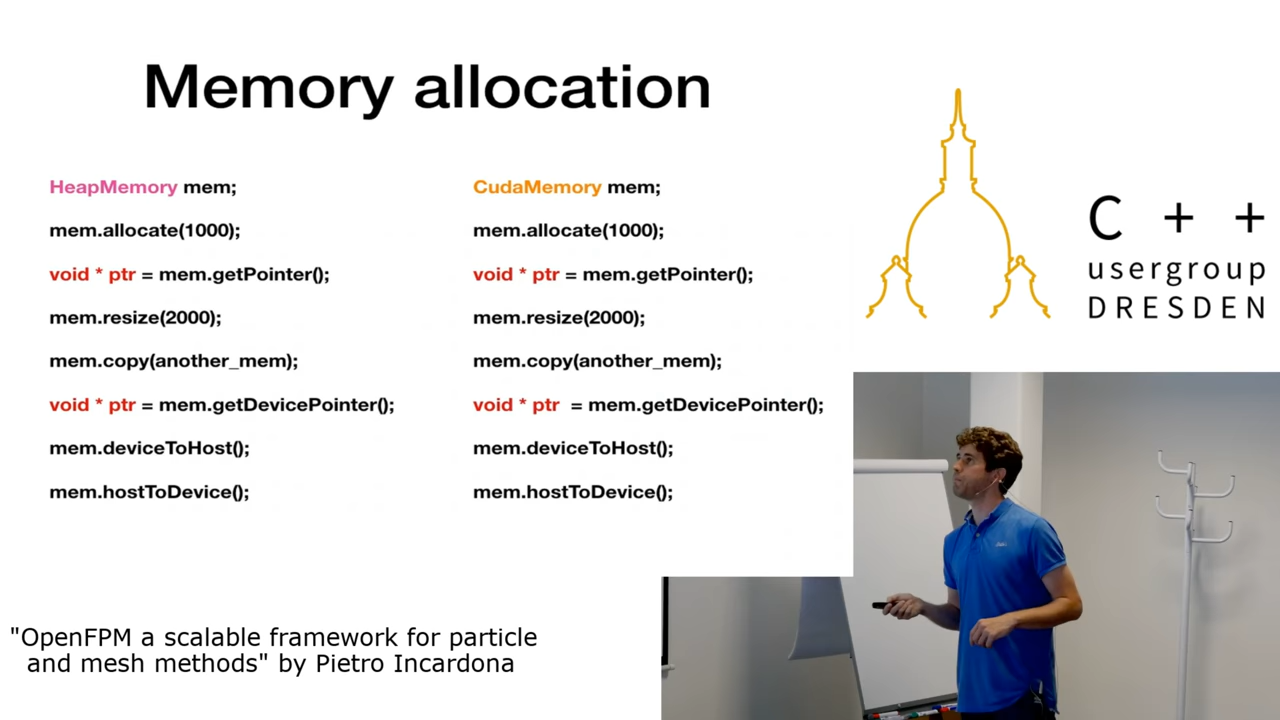 Memory allocation
HeapMemory mem;
mem.allocate(1000);
void * ptr = mem.getPointer();
mem.resize(2000);
mem.copy(another_mem);
void * ptr = mem.getDevicePointer();
mem.deviceToHost();
mem.hostToDevice();
CudaMemory mem;
mem.allocate(1000);
void * ptr = mem.getPointer();
mem.resize(2000);
mem.copy(another_mem);
void * ptr  = mem.getDevicePointer();
mem.deviceToHost();
mem.hostToDevice();
C + +
usergroup
DRESDEN
"OpenFPM a scalable framework for particle
and mesh methods" by Pietro Incardona